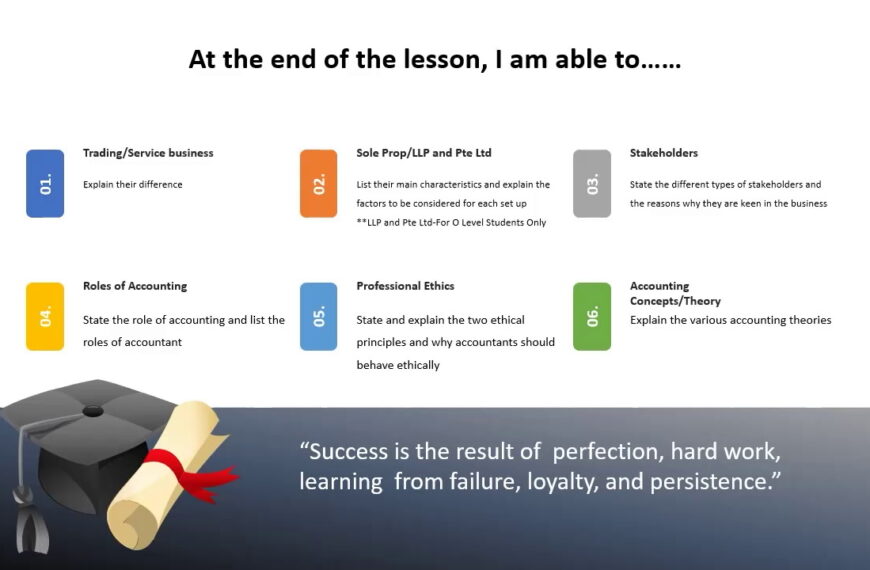 At the end of the lesson, I am able to......
01.
Trading/Service business
Explain their difference
02.
Sole Prop/LLP and Pte Ltd
List their main characteristics and explain the
factors to be considered for each set up
**LLP and Pte Ltd-For O Level Students Only
03.
Stakeholders
State the different types of stakeholders and
the reasons why they are keen in the business
04.
Roles of Accounting
State the role of accounting and list the
roles of accountant
05.
Professional Ethics
State and explain the two ethical
principles and why accountants should
behave ethically
06.
Accounting
Concepts/Theory
Explain the various accounting theories
“Success is the result of  perfection, hard work,
learning  from failure, loyalty, and persistence.”